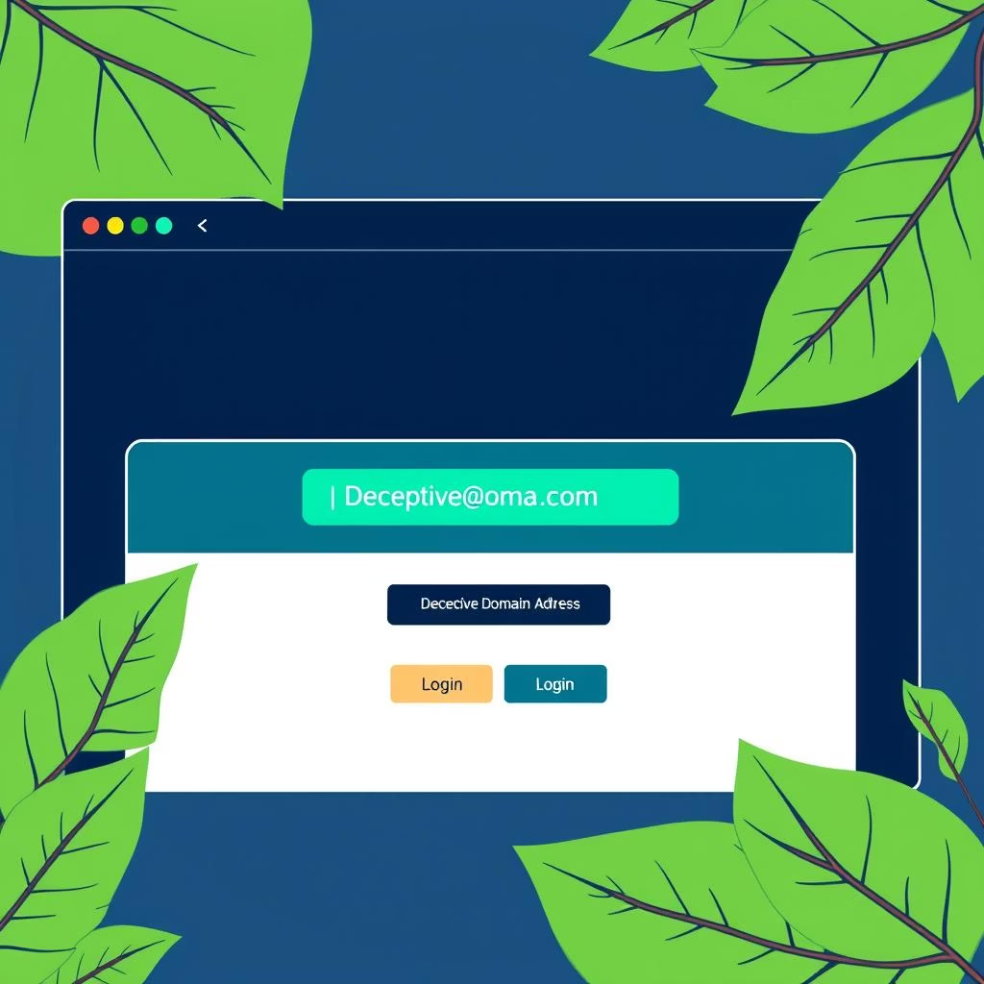 | Deceptive@oma.com
Dececive Domain Adress
Login Login